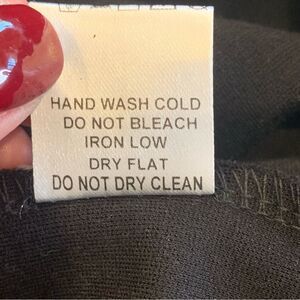 HAND WASH COLD
DO NOT BLEACH
IRON LOW
DRY FLAT
DO NOT DRY CLEAN